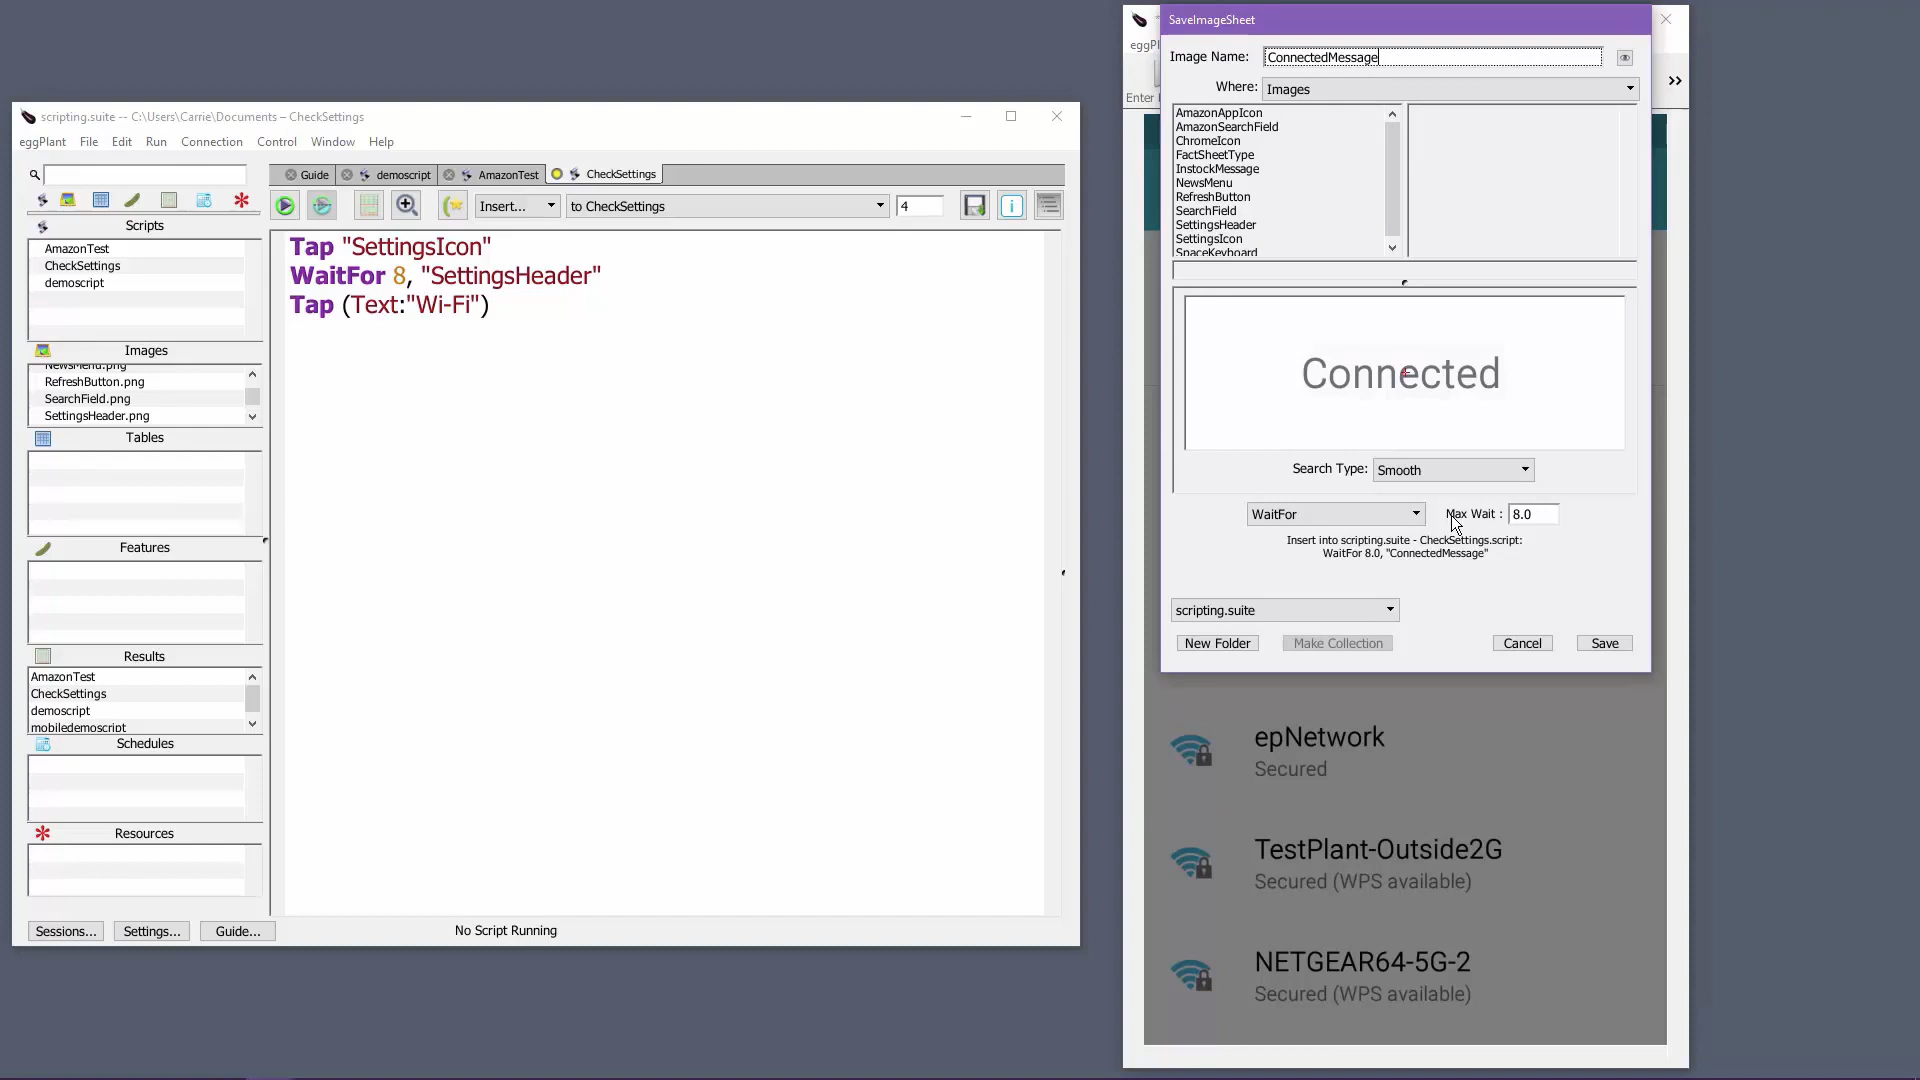 scripting.suite -- C:\Users\Carrie\Documents – CheckSettings
eggPlant File Edit Run Connection Control Window Help
Guide demoscript AmazonTest CheckSettings
Insert... to CheckSettings 4
Scripts
AmazonTest
CheckSettings
demoscript
Images
NewsMenu.png
RefreshButton.png
SearchField.png
SettingsHeader.png
Tables
Features
Results
AmazonTest
CheckSettings
demoscript
mobiledemoscript
Schedules
Resources
Sessions... Settings... Guide... No Script Running
Tap "SettingsIcon"
WaitFor 8, "SettingsHeader"
Tap (Text:"Wi-Fi")
eggPl
Enter
SaveImageSheet
Image Name: ConnectedMessage
Where: Images
AmazonAppIcon
AmazonSearchField
ChromeIcon
FactSheetType
InstockMessage
NewsMenu
RefreshButton
SearchField
SettingsHeader
SettingsIcon
SpaceKeyboard
Connected
Search Type: Smooth
WaitFor Max Wait : 8.0
Insert into scripting.suite - CheckSettings.script:
WaitFor 8.0, "ConnectedMessage"
scripting.suite
New Folder Make Collection Cancel Save
epNetwork
Secured
TestPlant-Outside2G
Secured (WPS available)
NETGEAR64-5G-2
Secured (WPS available)